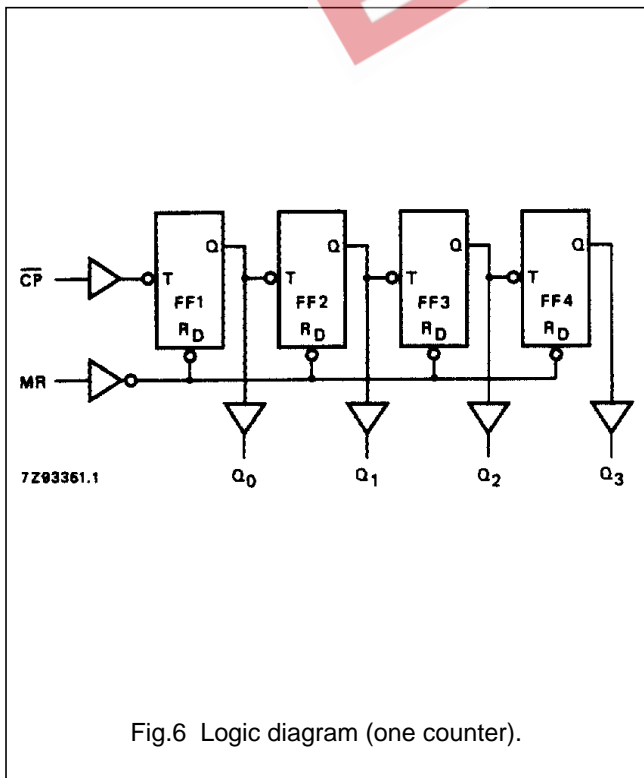 Q Q Q Q
CP T T T T
FF1 FF2 FF3 FF4
RD RD RD RD
MR
7Z93361.1 Q0 Q1 Q2 Q3
Fig.6 Logic diagram (one counter).